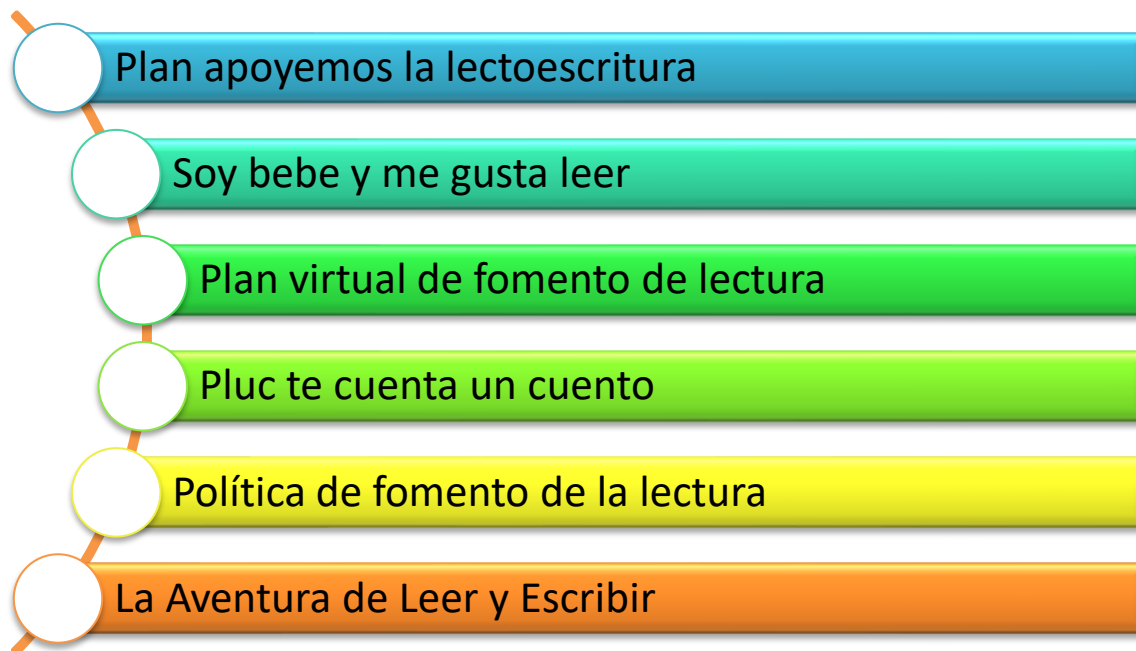 Plan apoyemos la lectoescritura
Soy bebe y me gusta leer
Plan virtual de fomento de lectura
Pluc te cuenta un cuento
Política de fomento de la lectura
La Aventura de Leer y Escribir